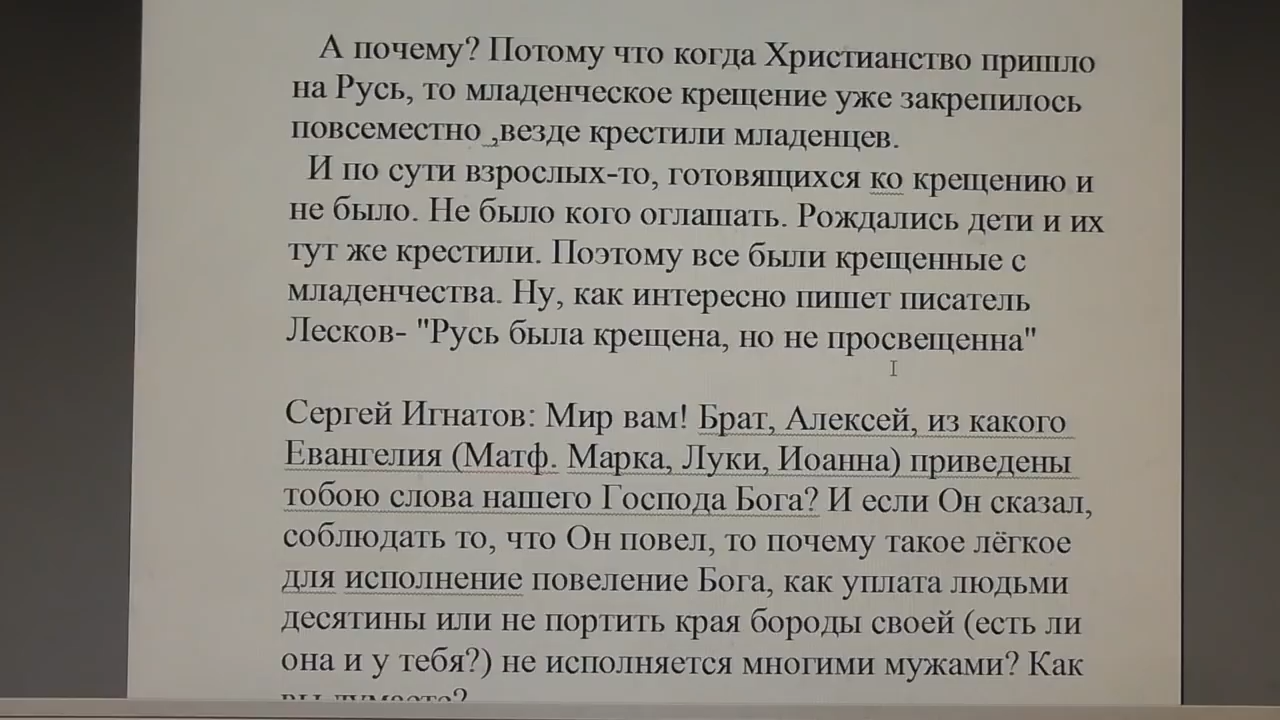 А почему? Потому что когда Христианство пришло
на Русь, то младенческое крещение уже закрепилось
повсеместно ,везде крестили младенцев.
И по сути взрослых-то, готовящихся ко крещению и
не было. Не было кого оглашать. Рождались дети и их
тут же крестили. Поэтому все были крещенные с
младенчества. Ну, как интересно пишет писатель
Лесков- "Русь была крещена, но не просвещенна"
Сергей Игнатов: Мир вам! Брат, Алексей, из какого
Евангелия (Матф. Марка, Луки, Иоанна) приведены
тобою слова нашего Господа Бога? И если Он сказал,
соблюдать то, что Он повел, то почему такое лёгкое
для исполнение повеление Бога, как уплата людьми
десятины или не портить края бороды своей (есть ли
она и у тебя?) не исполняется многими мужами? Как
вы думаете?